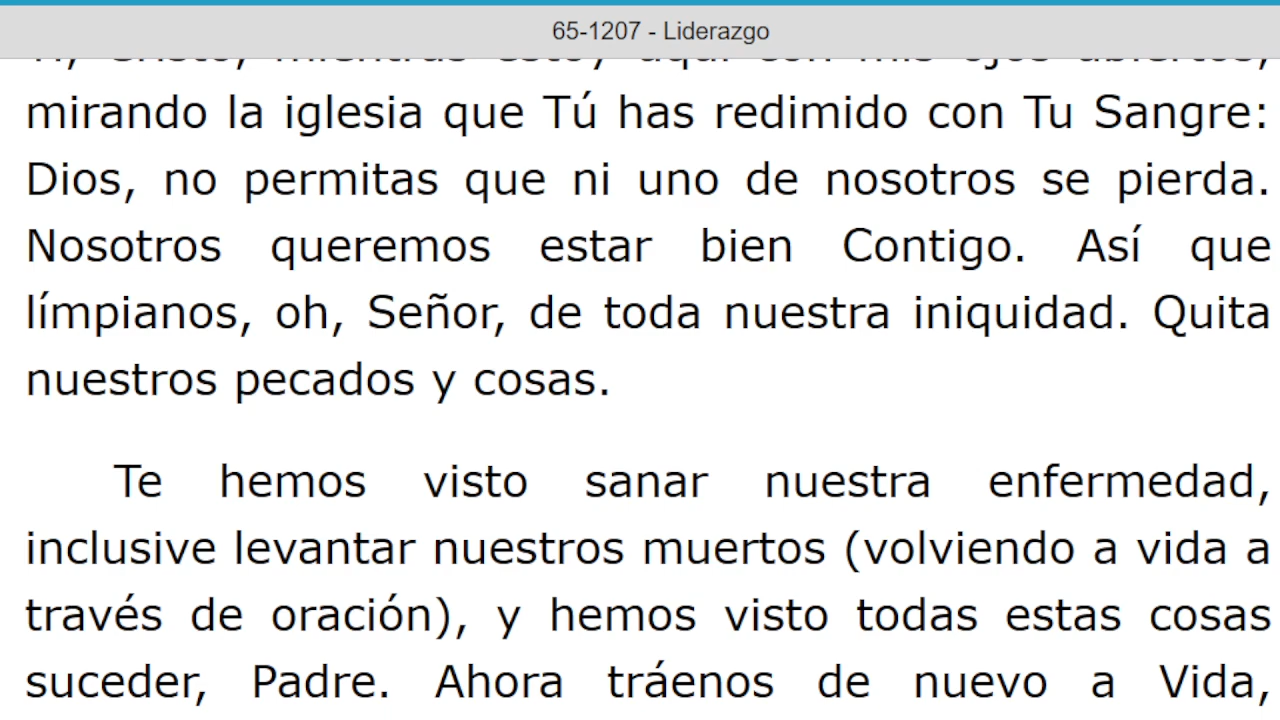 65-1207 - Liderazgo
mirando la iglesia que Tú has redimido con Tu Sangre:
Dios, no permitas que ni uno de nosotros se pierda.
Nosotros queremos estar bien Contigo. Así que
límpianos, oh, Señor, de toda nuestra iniquidad. Quita
nuestros pecados y cosas.
Te hemos visto sanar nuestra enfermedad,
inclusive levantar nuestros muertos (volviendo a vida a
través de oración), y hemos visto todas estas cosas
suceder, Padre. Ahora tráenos de nuevo a Vida,